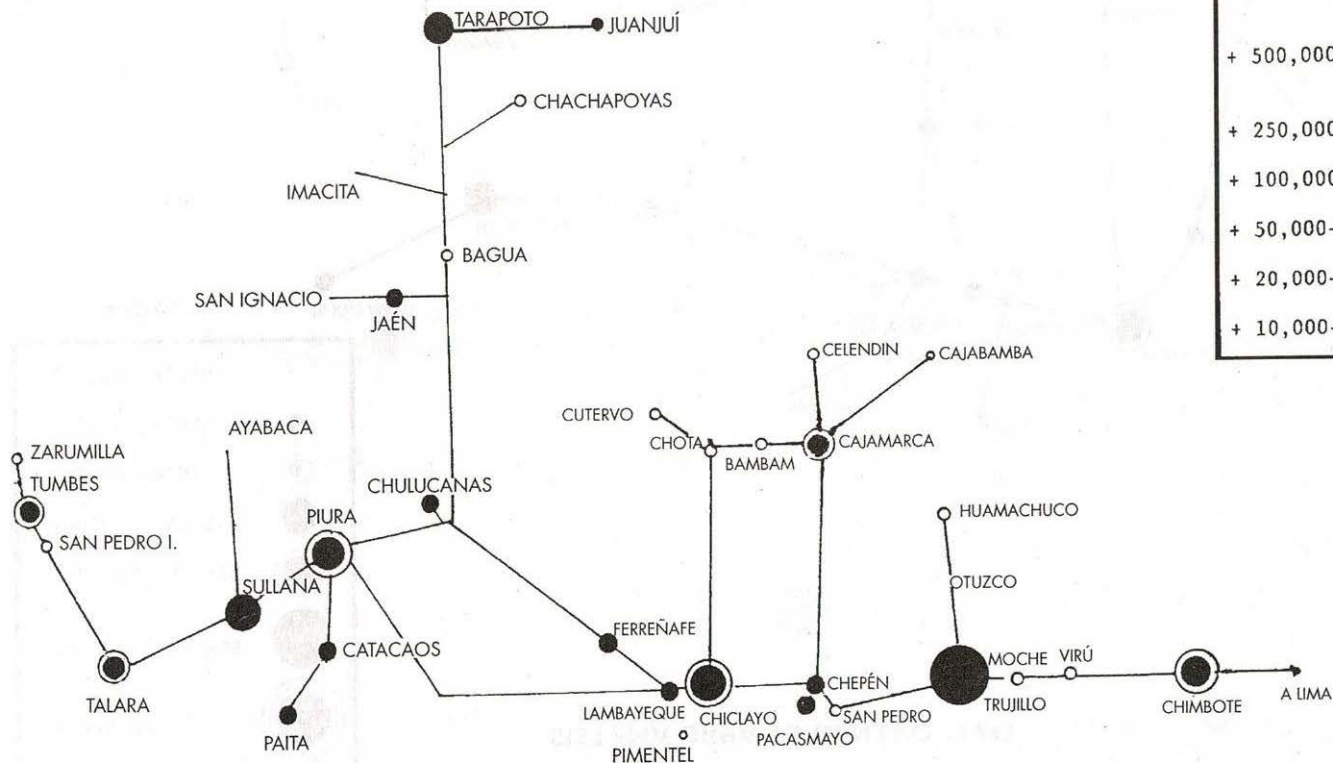 TARAPOTO
JUANJUÍ
CHACHAPOYAS
IMACITA
BAGUA
SAN IGNACIO
JAÉN
CELENDIN
CAJABAMBA
CUTERVO
CHOTA
BAMBAM
CAJAMARCA
AYABACA
ZARUMILLA
TUMBES
CHULUCANAS
PIURA
SAN PEDRO I.
HUAMACHUCO
OTUZCO
SULLANA
FERREÑAFE
CATACAOS
TALARA
PAITA
LAMBAYEQUE
CHICLAYO
PIMENTEL
CHEPÉN
PACASMAYO
SAN PEDRO
MOCHE
VIRÚ
TRUJILLO
CHIMBOTE
A LIMA
+ 500,000
+ 250,000
+ 100,000
+ 50,000-
+ 20,000-
+ 10,000-